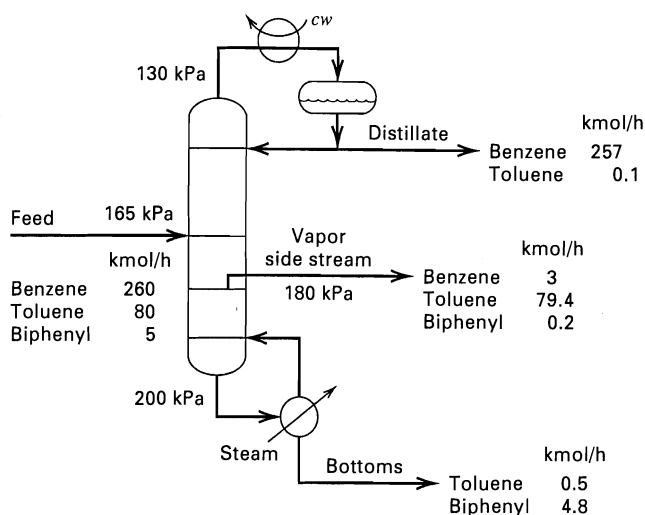 cw
130 kPa
Distillate
kmol/h
Benzene 257
Toluene 0.1
Feed
165 kPa
kmol/h
Benzene 260
Toluene 80
Biphenyl 5
Vapor
side stream
180 kPa
kmol/h
Benzene 3
Toluene 79.4
Biphenyl 0.2
200 kPa
Steam
Bottoms
kmol/h
Toluene 0.5
Biphenyl 4.8